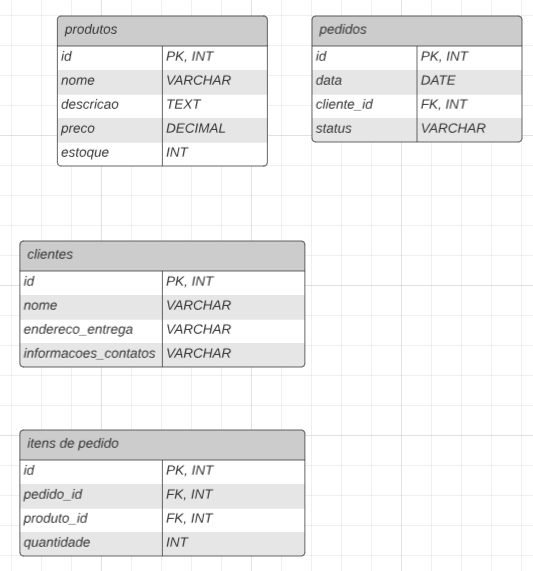 produtos
id PK, INT
nome VARCHAR
descricao TEXT
preco DECIMAL
estoque INT
pedidos
id PK, INT
data DATE
cliente_id FK, INT
status VARCHAR
clientes
id PK, INT
nome VARCHAR
endereco_entrega VARCHAR
informacoes_contatos VARCHAR
itens de pedido
id PK, INT
pedido_id FK, INT
produto_id FK, INT
quantidade INT